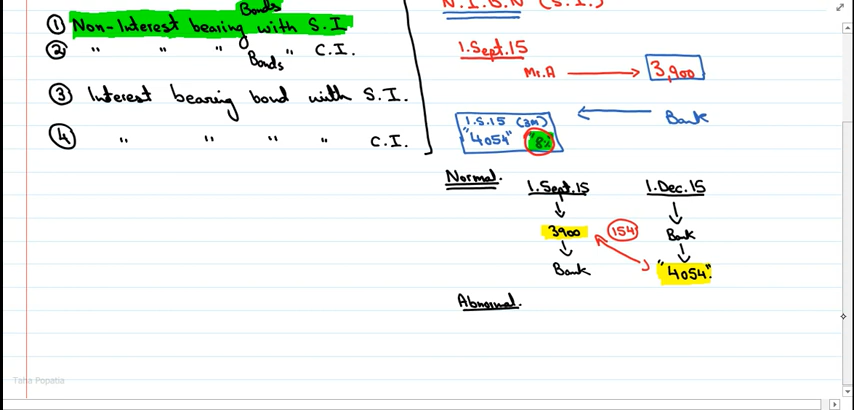 Bonds
① Non-Interest bearing with S.I
② " " " " C.I.
Bonds
③ Interest bearing bond with S.I.
④ " " " " C.I.
N.I.B.N (S.I.)
1.Sept.15
Mr.A 3,900
Bank
1.S.15 (3M)
"4054" "8%"
Normal. 1.Sept.15 1.Dec.15
3900 154 Bank
Bank "4054"
Abnormal.
Taha Popatia